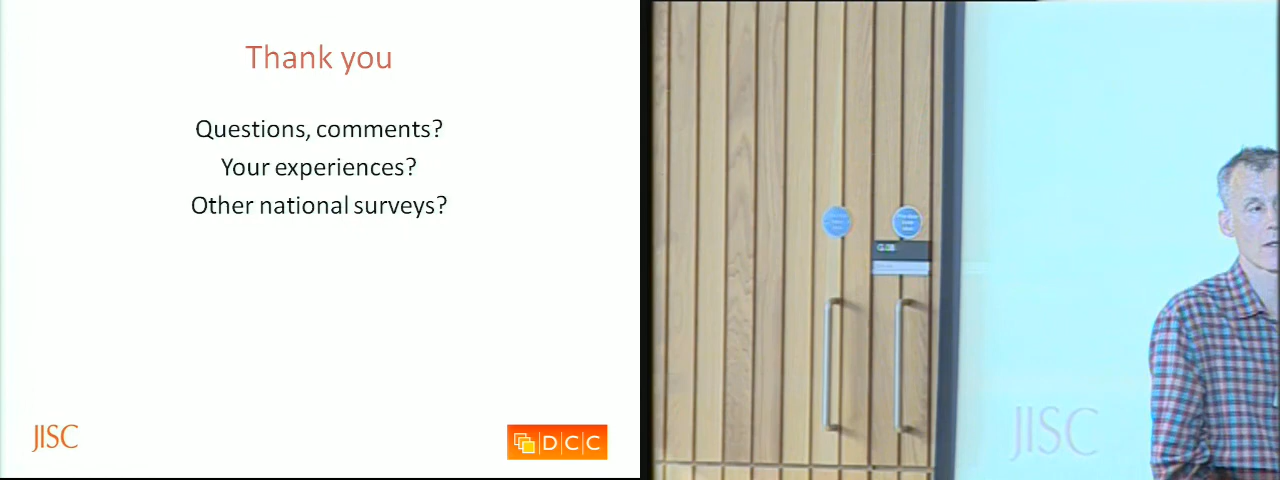 Thank you
Questions, comments?
Your experiences?
Other national surveys?
JISC
DCC
JISC